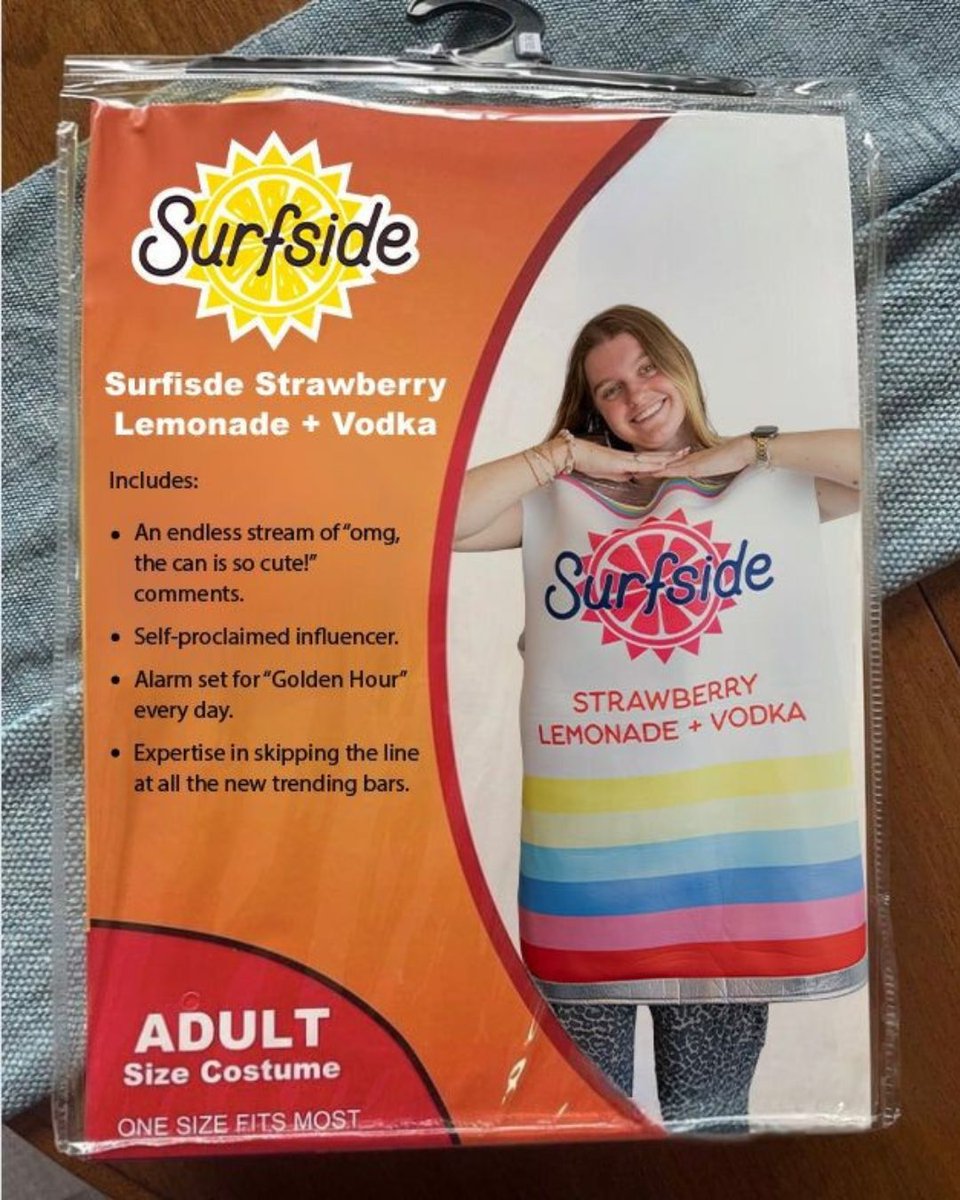 Surfside
Surfisde Strawberry
Lemonade + Vodka
Includes:
• An endless stream of "omg,
the can is so cute!"
comments.
• Self-proclaimed influencer.
• Alarm set for "Golden Hour"
every day.
• Expertise in skipping the line
at all the new trending bars.
ADULT
Size Costume
ONE SIZE FITS MOST
Surfside
STRAWBERRY
LEMONADE + VODKA